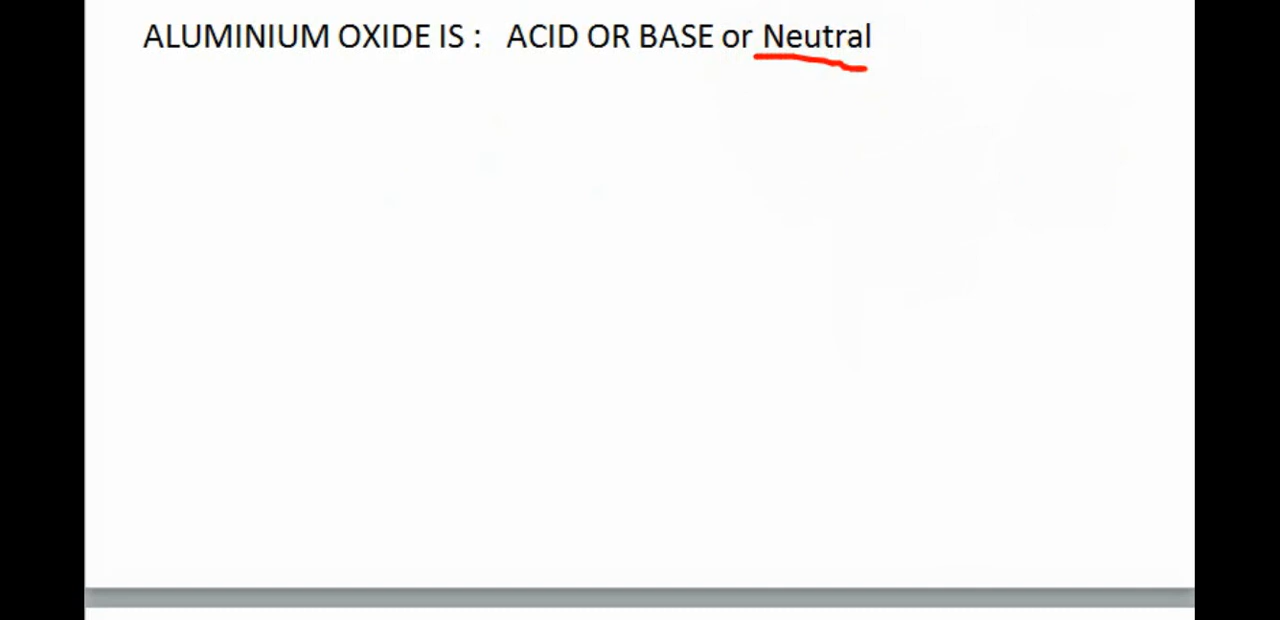 ALUMINIUM OXIDE IS : ACID OR BASE or Neutral